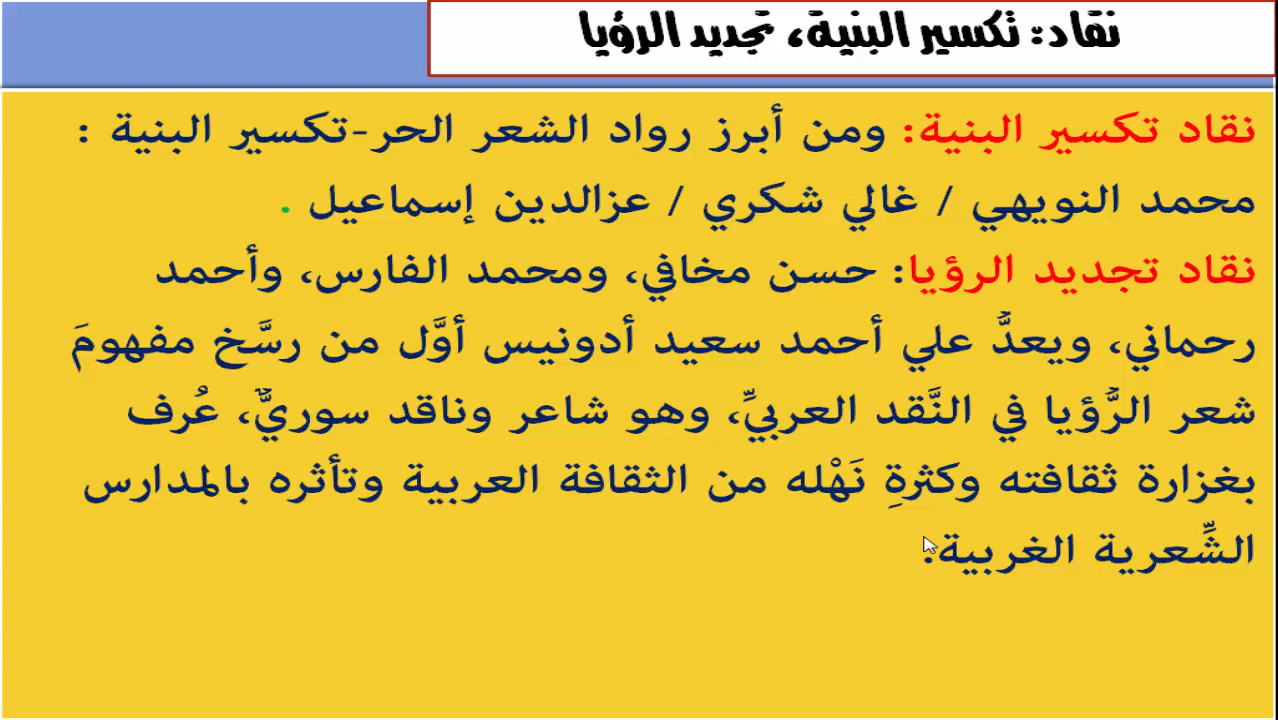 نقاد: تكسير البنية، تجديد الرؤيا
نقاد تكسير البنية: ومن أبرز رواد الشعر الحر-تكسير البنية :
محمد النويهي / غالي شكري / عزالدين إسماعيل .
نقاد تجديد الرؤيا: حسن مخافي، ومحمد الفارس، وأحمد
رحماني، ويعدُّ علي أحمد سعيد أدونيس أوَّل من رسَّخ مفهومَ
شعر الرُّؤيا في النَّقد العربيِّ، وهو شاعر وناقد سوريٌّ، عُرف
بغزارة ثقافته وكثرةِ نَهْله من الثقافة العربية وتأثره بالمدارس
الشِّعرية الغربية.